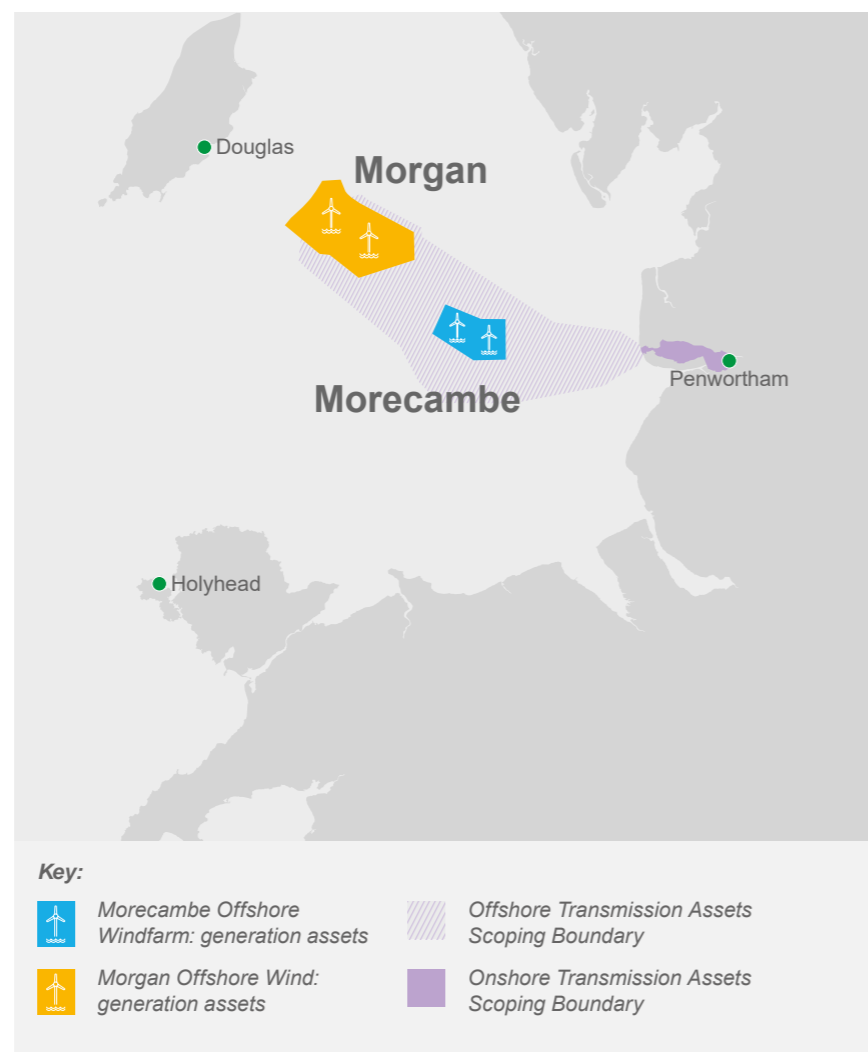 Douglas
Morgan
Morecambe
Penwortham
Holyhead
Key:
Morecambe Offshore
Windfarm: generation assets
Morgan Offshore Wind:
generation assets
Offshore Transmission Assets
Scoping Boundary
Onshore Transmission Assets
Scoping Boundary